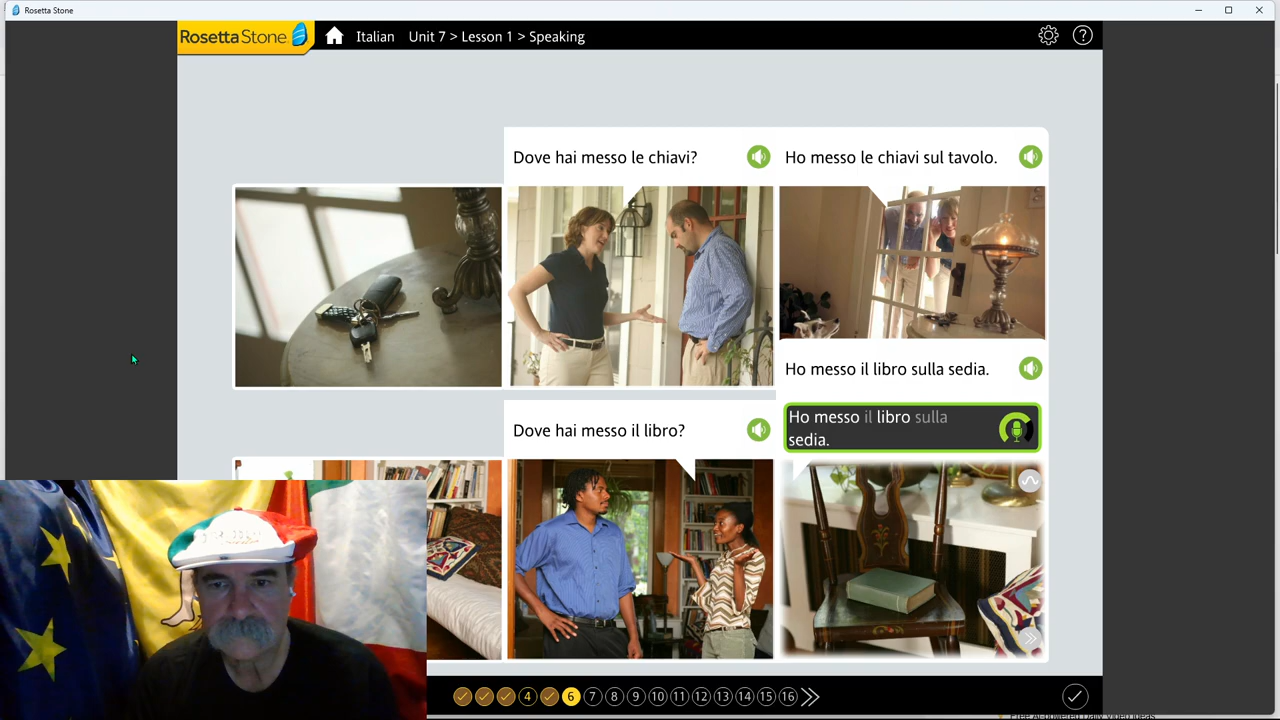 Rosetta Stone
RosettaStone
Italian Unit 7 > Lesson 1 > Speaking
Dove hai messo le chiavi?
Ho messo le chiavi sul tavolo.
Ho messo il libro sulla sedia.
Dove hai messo il libro?
Ho messo il libro sulla
sedia.
4 6 7 8 9 10 11 12 13 14 15 16